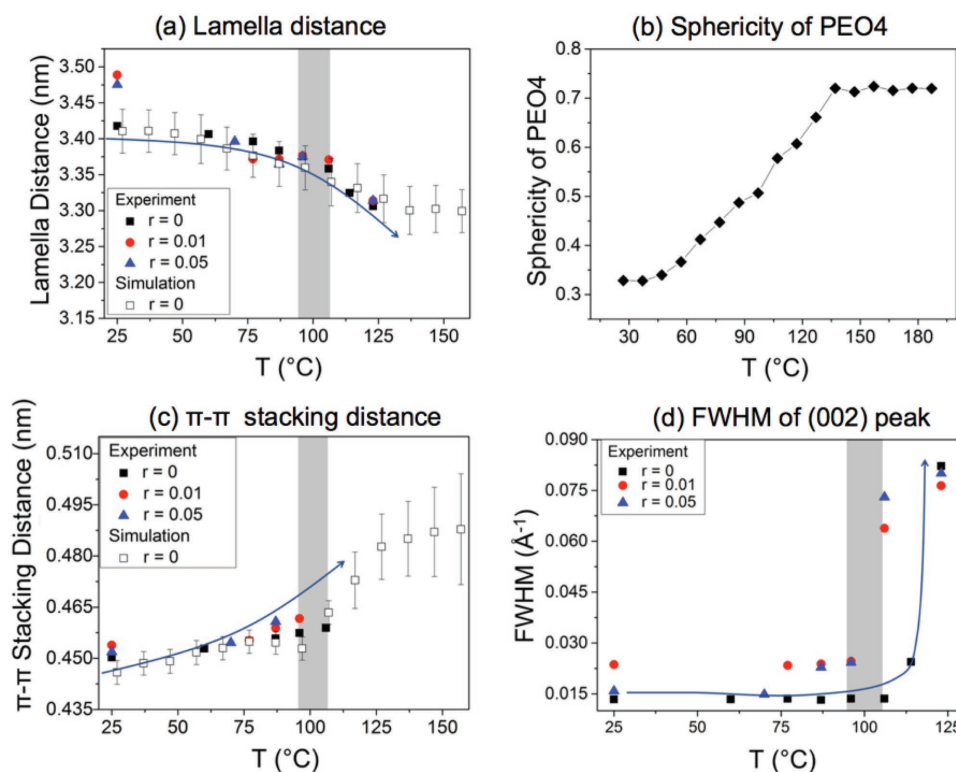 (a) Lamella distance
Lamella Distance (nm)
3.50
3.45
3.40
3.35
3.30
3.25
3.20
3.15
Experiment
r = 0
r = 0.01
r = 0.05
Simulation
r = 0
25 50 75 100 125 150
T (°C)
(b) Sphericity of PEO4
Sphericity of PEO4
0.8
0.7
0.6
0.5
0.4
0.3
30 60 90 120 150 180
T (°C)
(c) π-π stacking distance
π-π Stacking Distance (nm)
0.510
0.495
0.480
0.465
0.450
0.435
Experiment
r = 0
r = 0.01
r = 0.05
Simulation
r = 0
25 50 75 100 125 150
T (°C)
(d) FWHM of (002) peak
FWHM (Å-1)
0.090
0.075
0.060
0.045
0.030
0.015
Experiment
r = 0
r = 0.01
r = 0.05
25 50 75 100 125
T (°C)